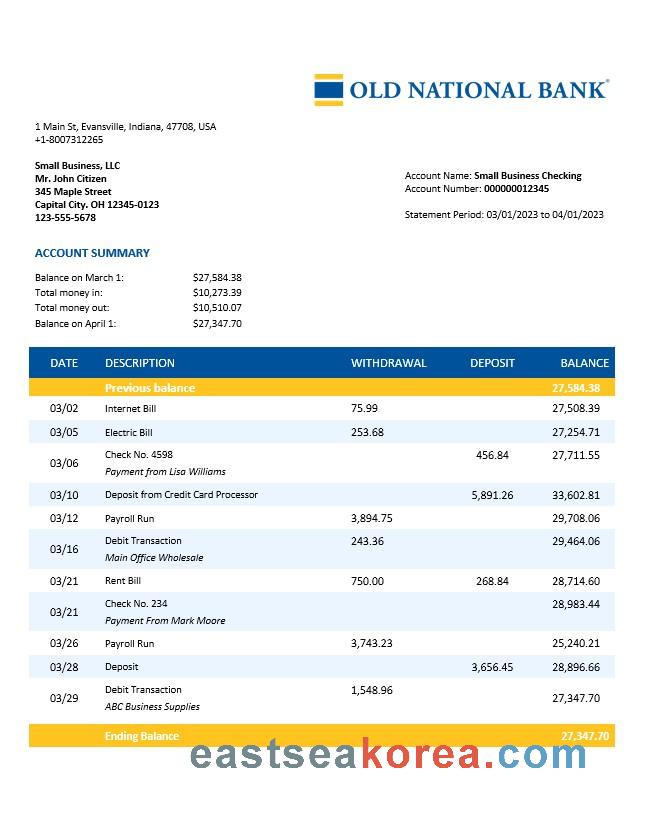 OLD NATIONAL BANK®
1 Main St, Evansville, Indiana, 47708, USA
+1-8007312265
Small Business, LLC
Mr. John Citizen
345 Maple Street
Capital City. OH 12345-0123
123-555-5678
Account Name: Small Business Checking
Account Number: 000000012345
Statement Period: 03/01/2023 to 04/01/2023
ACCOUNT SUMMARY
Balance on March 1: $27,584.38
Total money in: $10,273.39
Total money out: $10,510.07
Balance on April 1: $27,347.70
DATE DESCRIPTION WITHDRAWAL DEPOSIT BALANCE
Previous balance 27,584.38
03/02 Internet Bill 75.99 27,508.39
03/05 Electric Bill 253.68 27,254.71
03/06 Check No. 4598 456.84 27,711.55
Payment from Lisa Williams
03/10 Deposit from Credit Card Processor 5,891.26 33,602.81
03/12 Payroll Run 3,894.75 29,708.06
03/16 Debit Transaction 243.36 29,464.06
Main Office Wholesale
03/21 Rent Bill 750.00 268.84 28,714.60
03/21 Check No. 234 28,983.44
Payment From Mark Moore
03/26 Payroll Run 3,743.23 25,240.21
03/28 Deposit 3,656.45 28,896.66
03/29 Debit Transaction 1,548.96 27,347.70
ABC Business Supplies
Ending Balance 27,347.70
eastseakorea.com